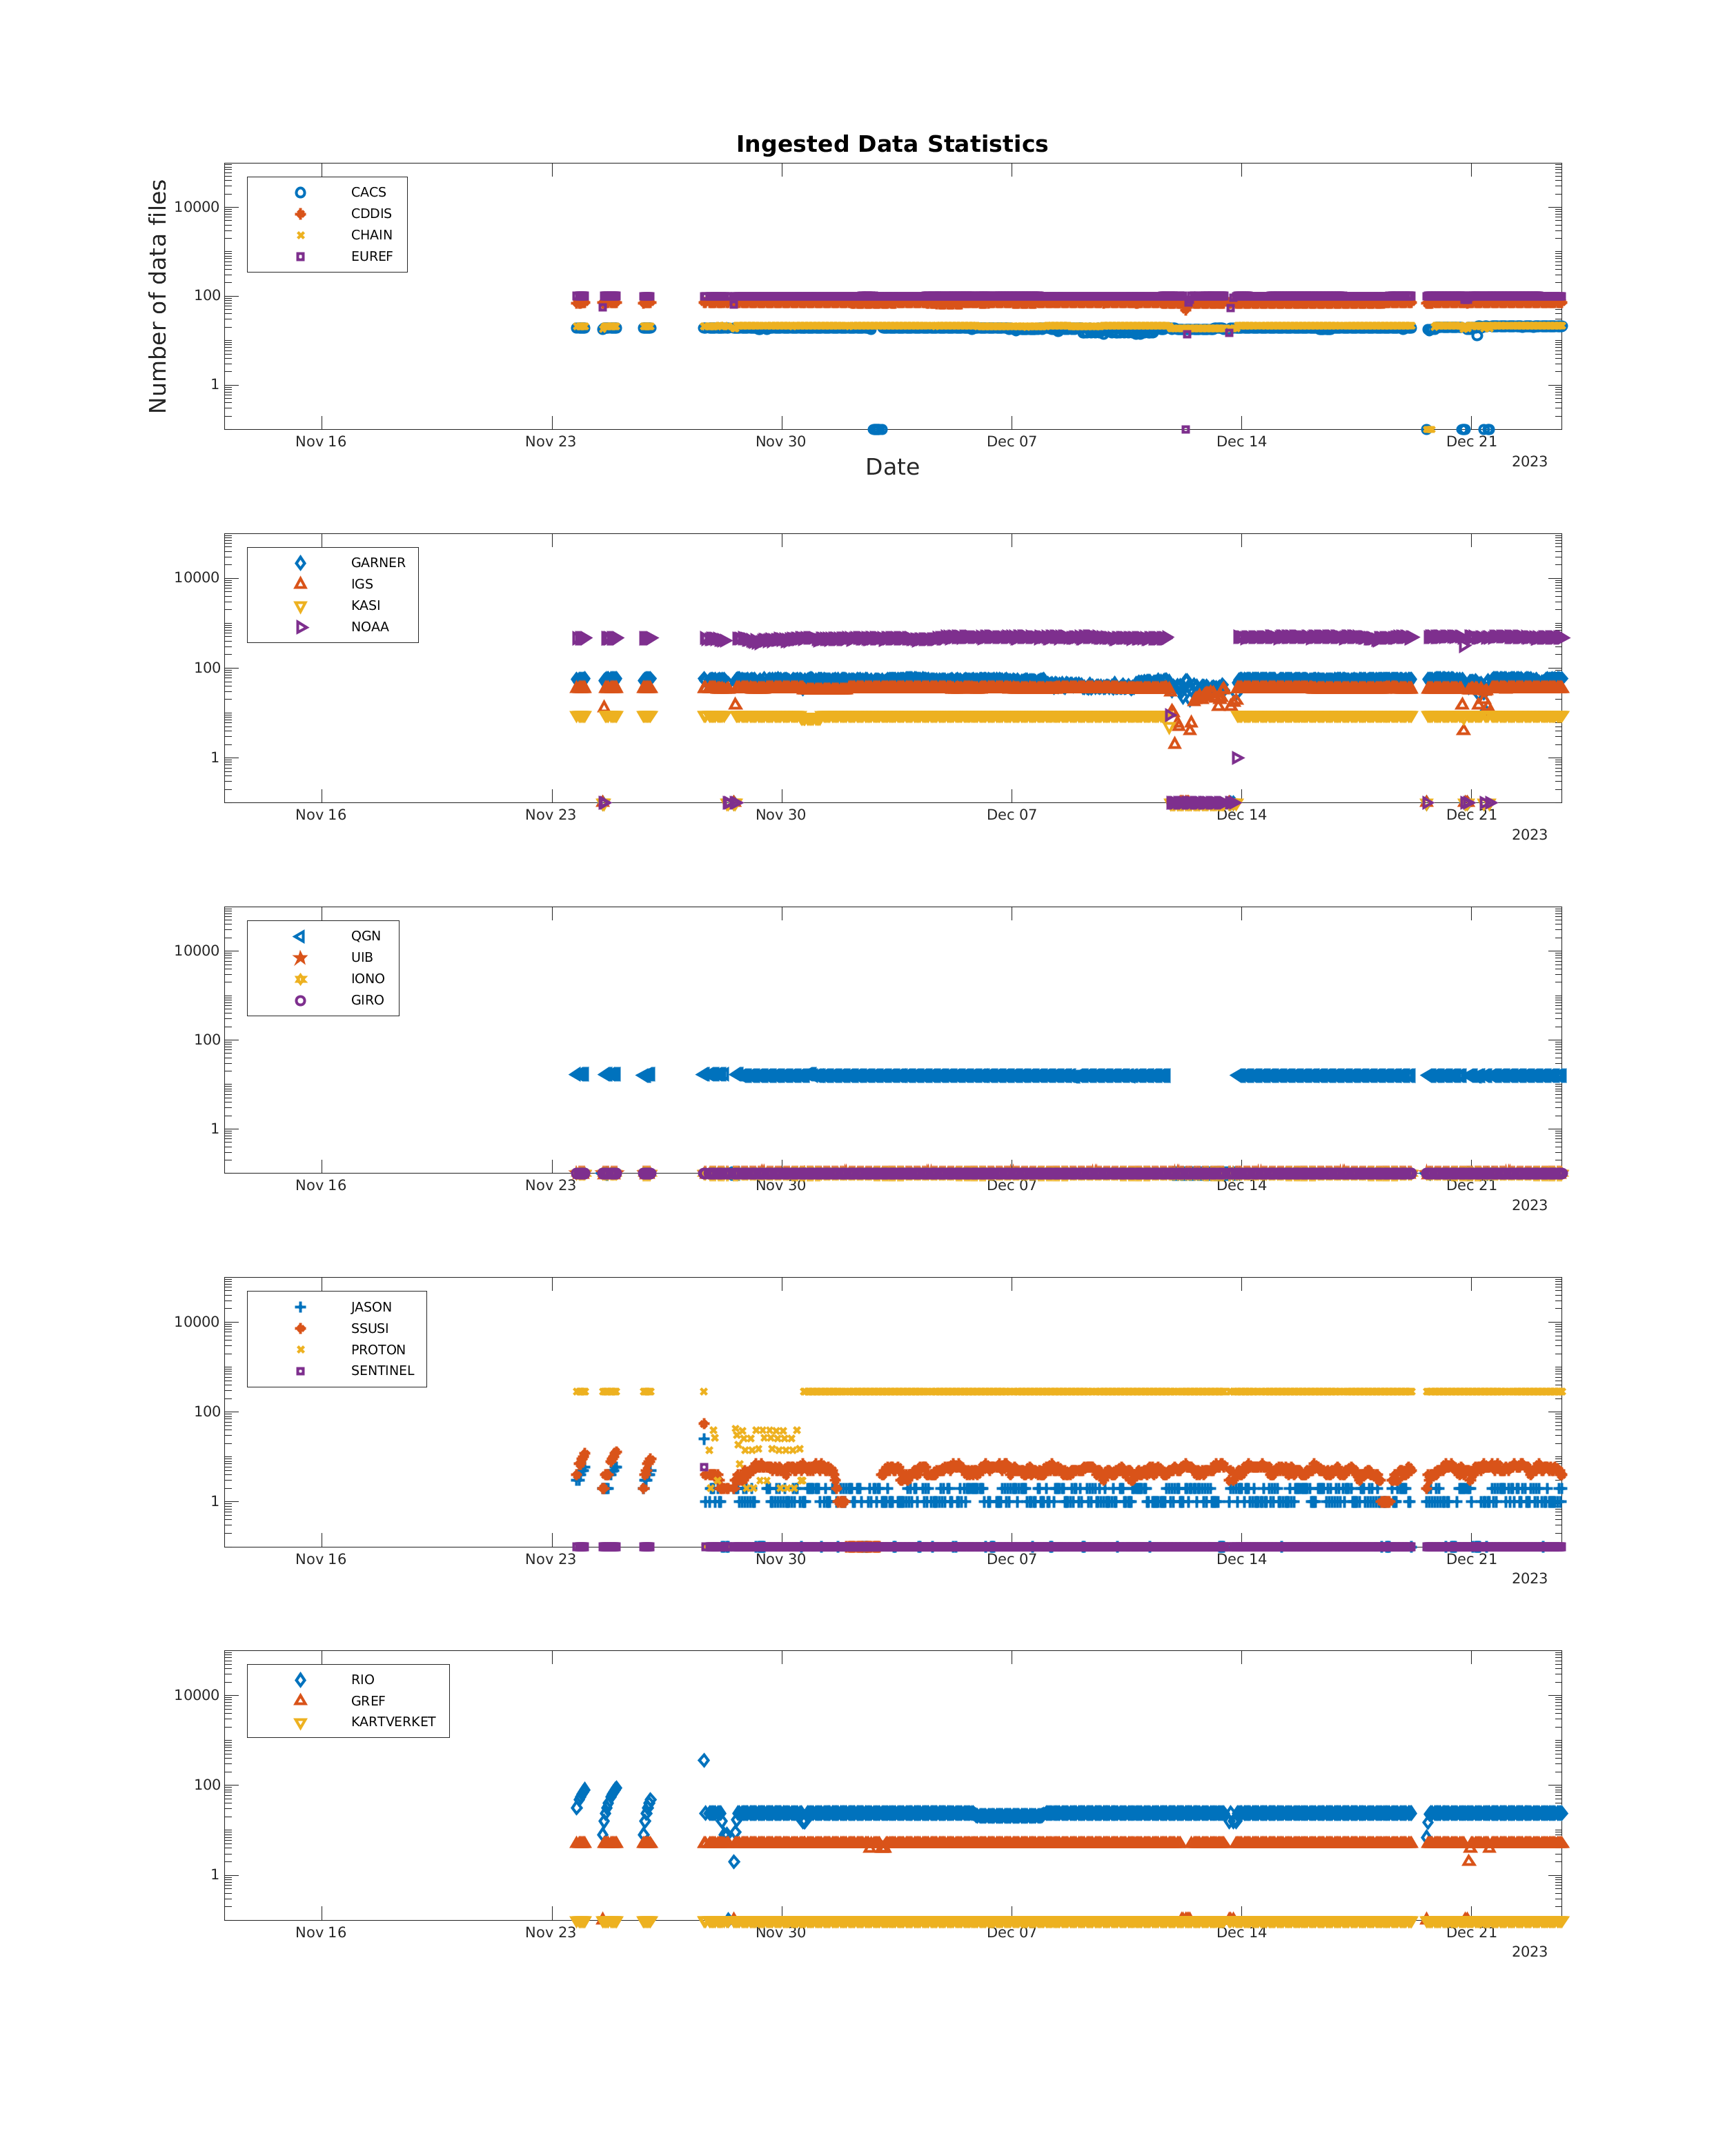 Ingested Data Statistics
Number of data files
CACS
CDDIS
CHAIN
EUREF
10000
100
1
Nov 16 Nov 23 Nov 30 Dec 07 Dec 14 Dec 21
2023
Date
GARNER
IGS
KASI
NOAA
10000
100
1
Nov 16 Nov 23 Nov 30 Dec 07 Dec 14 Dec 21
2023
QGN
UIB
IONO
GIRO
10000
100
1
Nov 16 Nov 23 Nov 30 Dec 07 Dec 14 Dec 21
2023
JASON
SSUSI
PROTON
SENTINEL
10000
100
1
Nov 16 Nov 23 Nov 30 Dec 07 Dec 14 Dec 21
2023
RIO
GREF
KARTVERKET
10000
100
1
Nov 16 Nov 23 Nov 30 Dec 07 Dec 14 Dec 21
2023